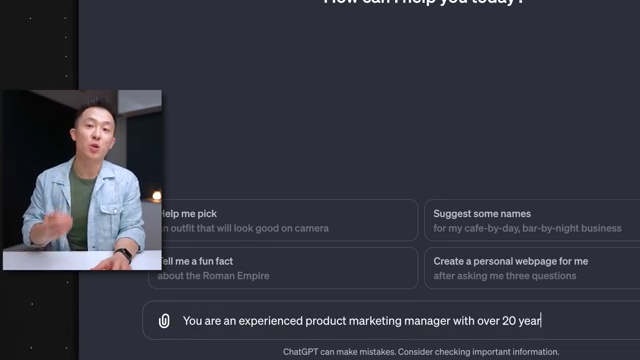 How can I help you today?
Help me pick
an outfit that will look good on camera
Suggest some names
for my cafe-by-day, bar-by-night business
Tell me a fun fact
about the Roman Empire
Create a personal webpage for me
after asking me three questions
You are an experienced product marketing manager with over 20 year
ChatGPT can make mistakes. Consider checking important information.